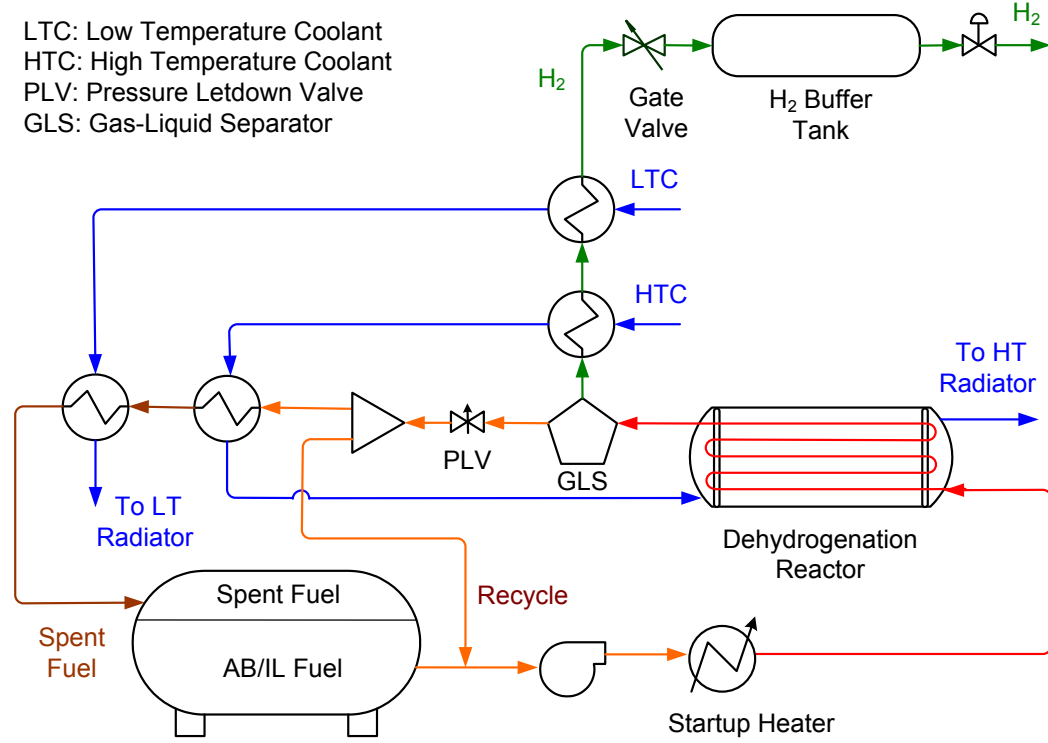 LTC: Low Temperature Coolant
HTC: High Temperature Coolant
PLV: Pressure Letdown Valve
GLS: Gas-Liquid Separator
H2
H2
Gate
Valve
H2 Buffer
Tank
LTC
HTC
To HT
Radiator
PLV
GLS
To LT
Radiator
Dehydrogenation
Reactor
Spent Fuel
Recycle
Spent
Fuel
AB/IL Fuel
Startup Heater